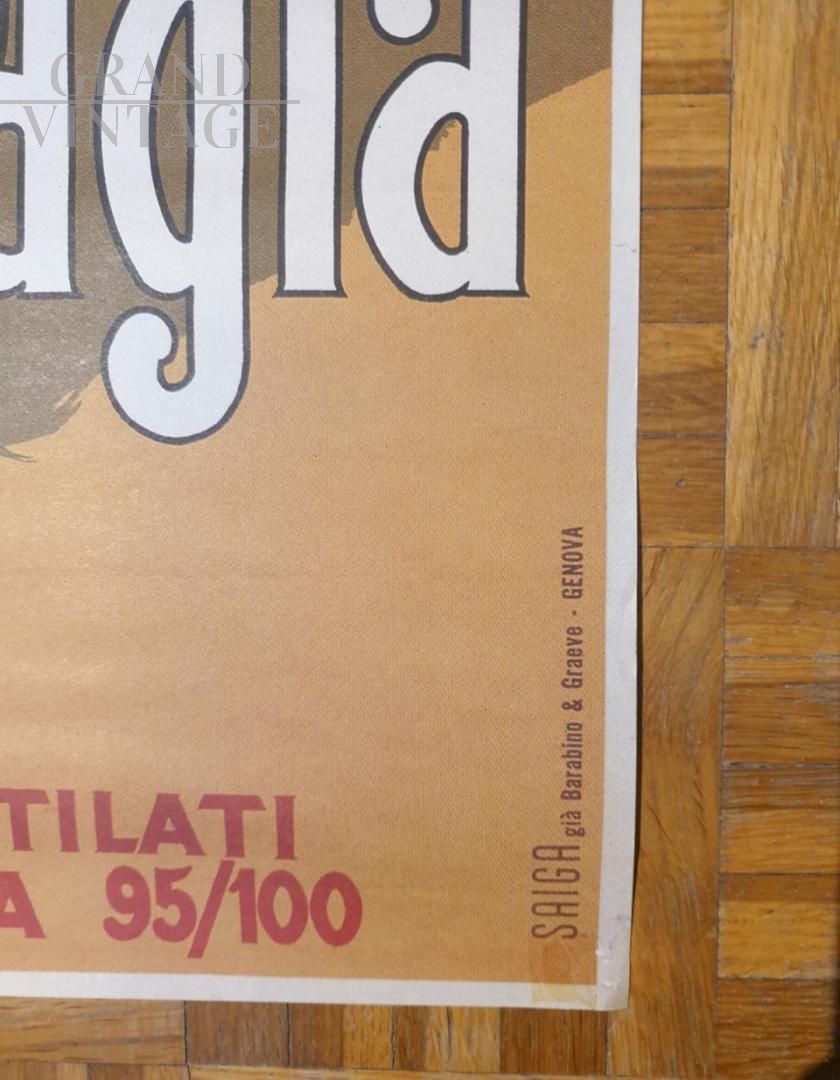 GRAND
VINTAGE
agia
TILATI
A 95/100
SAIGA già Barabino & Graeve - GENOVA